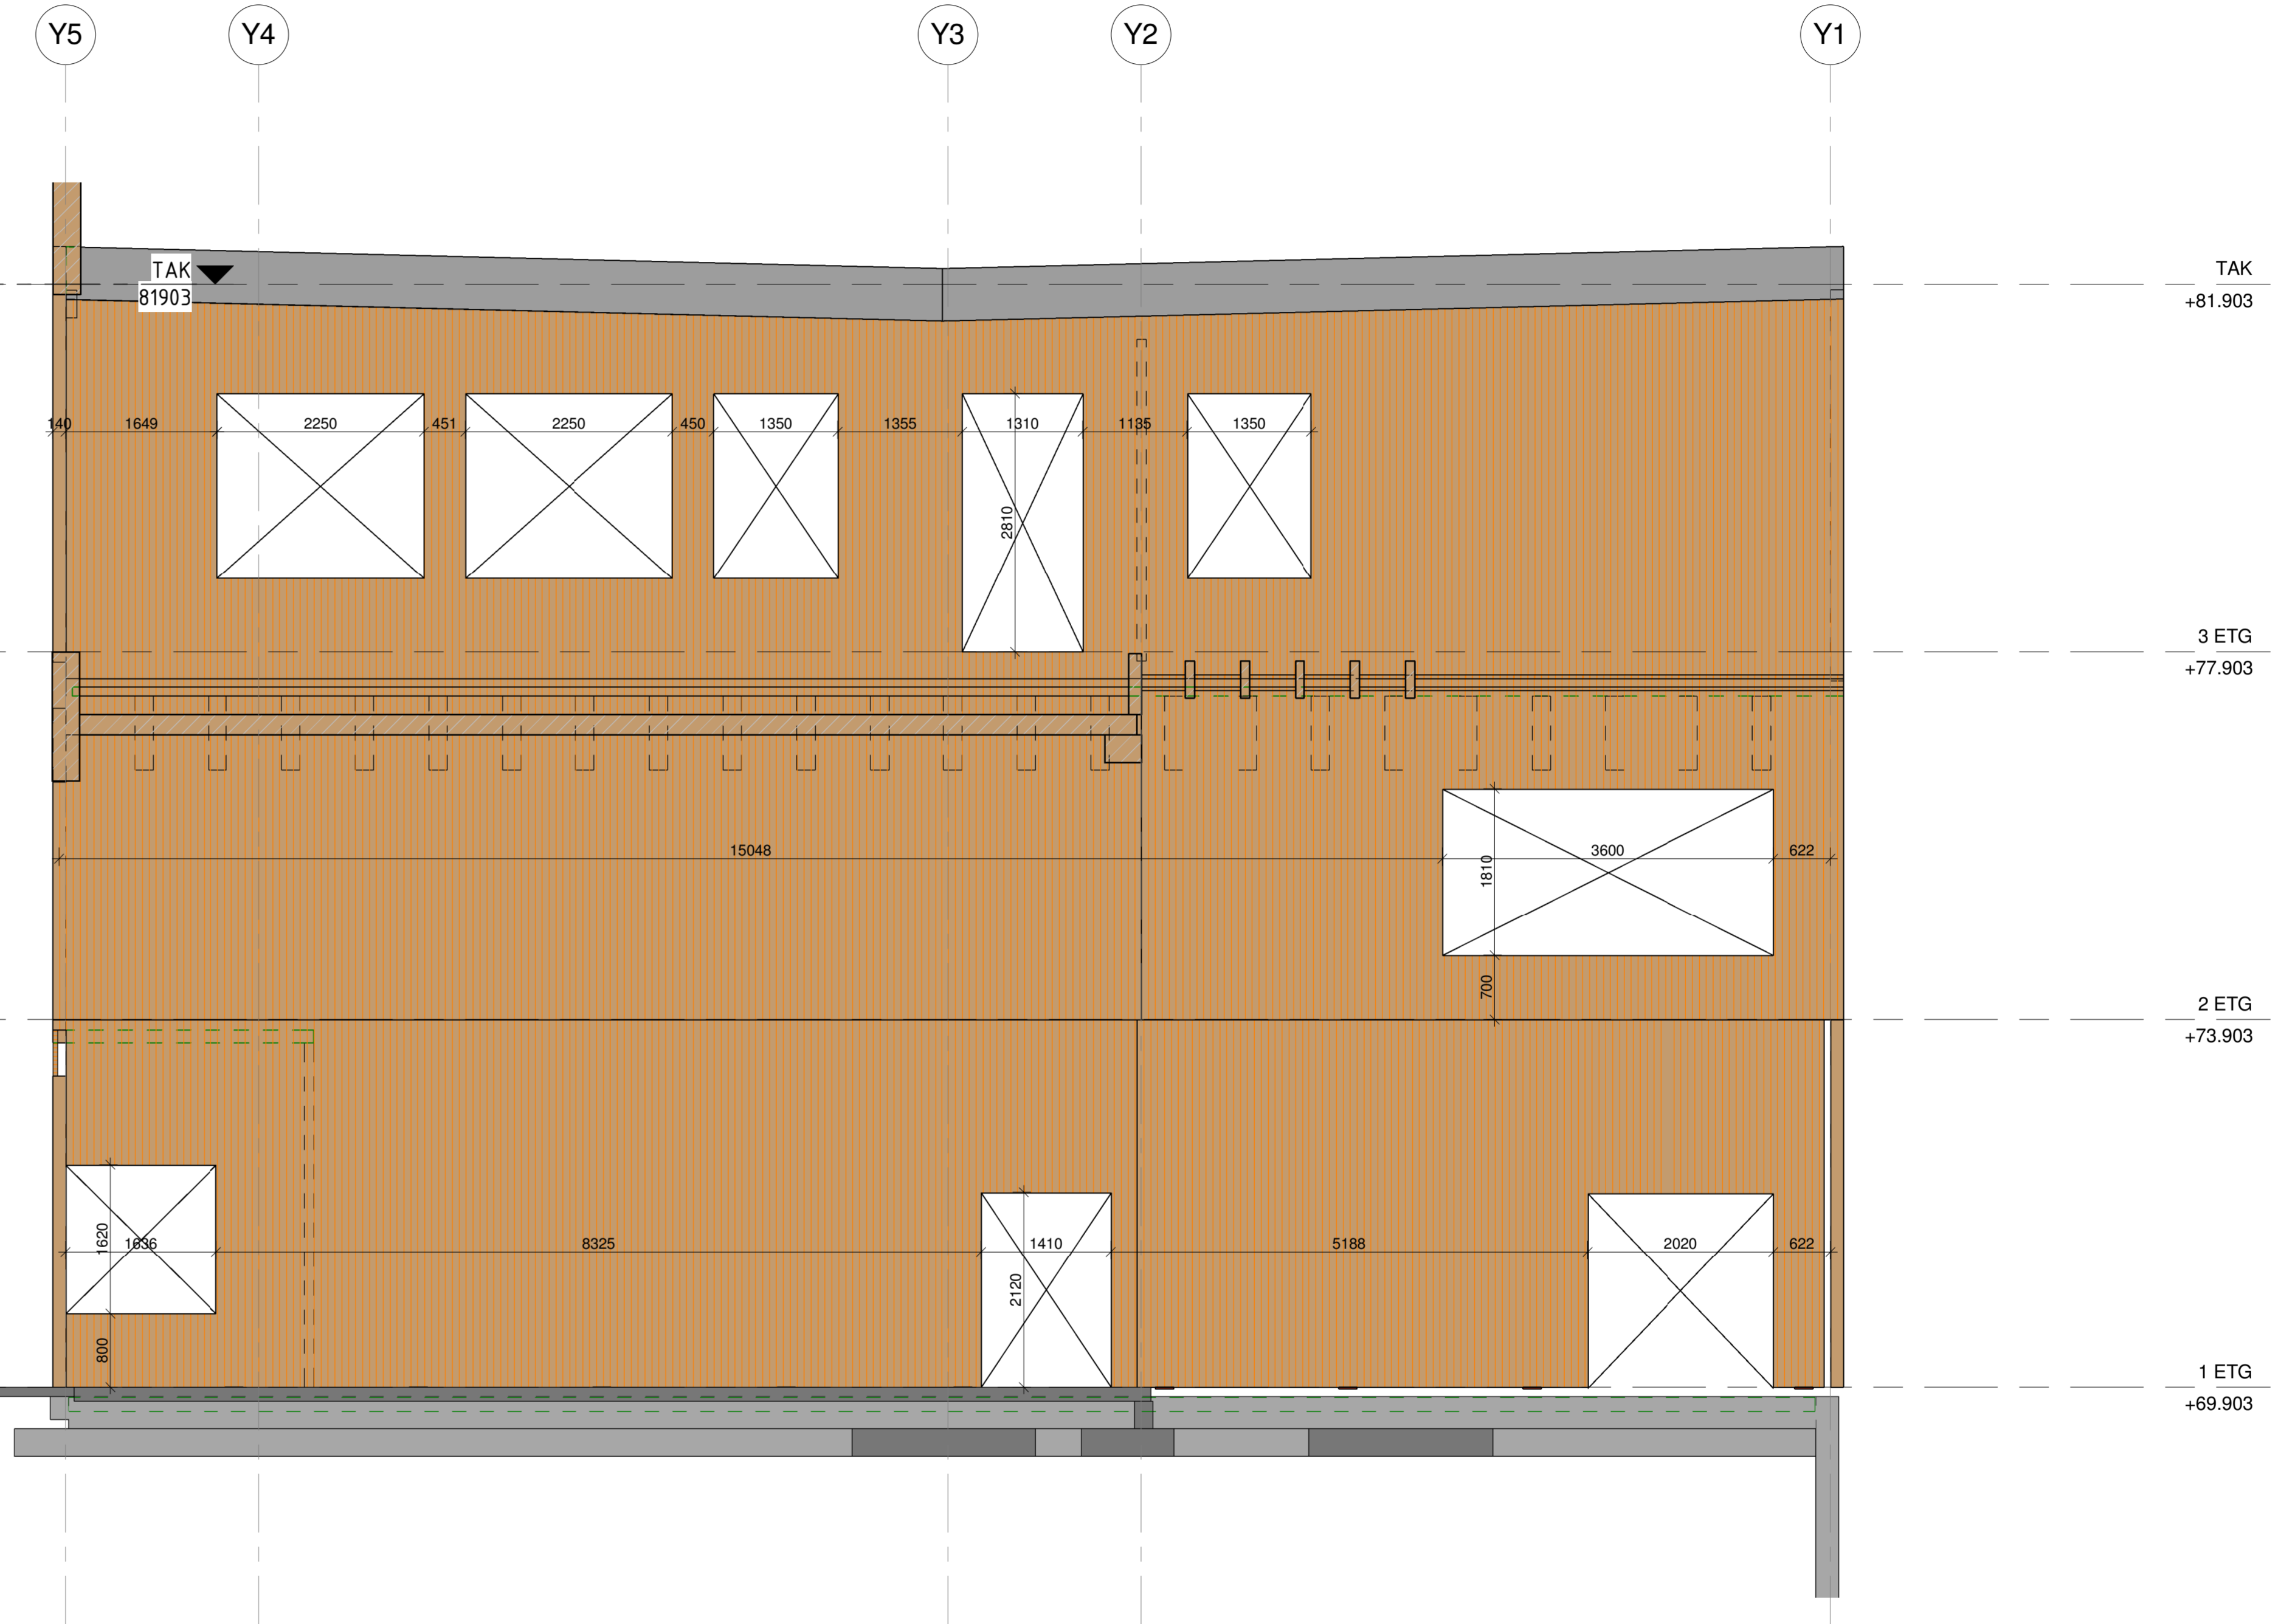 Y5 Y4 Y3 Y2 Y1
TAK
81903
TAK
+81.903
140 1649 2250 451 2250 450 1350 1355 1310 1135 1350
2810
3 ETG
+77.903
15048 3600 622
1810
700
2 ETG
+73.903
1636 8325 1410 5188 2020 622
1620
2120
800
1 ETG
+69.903